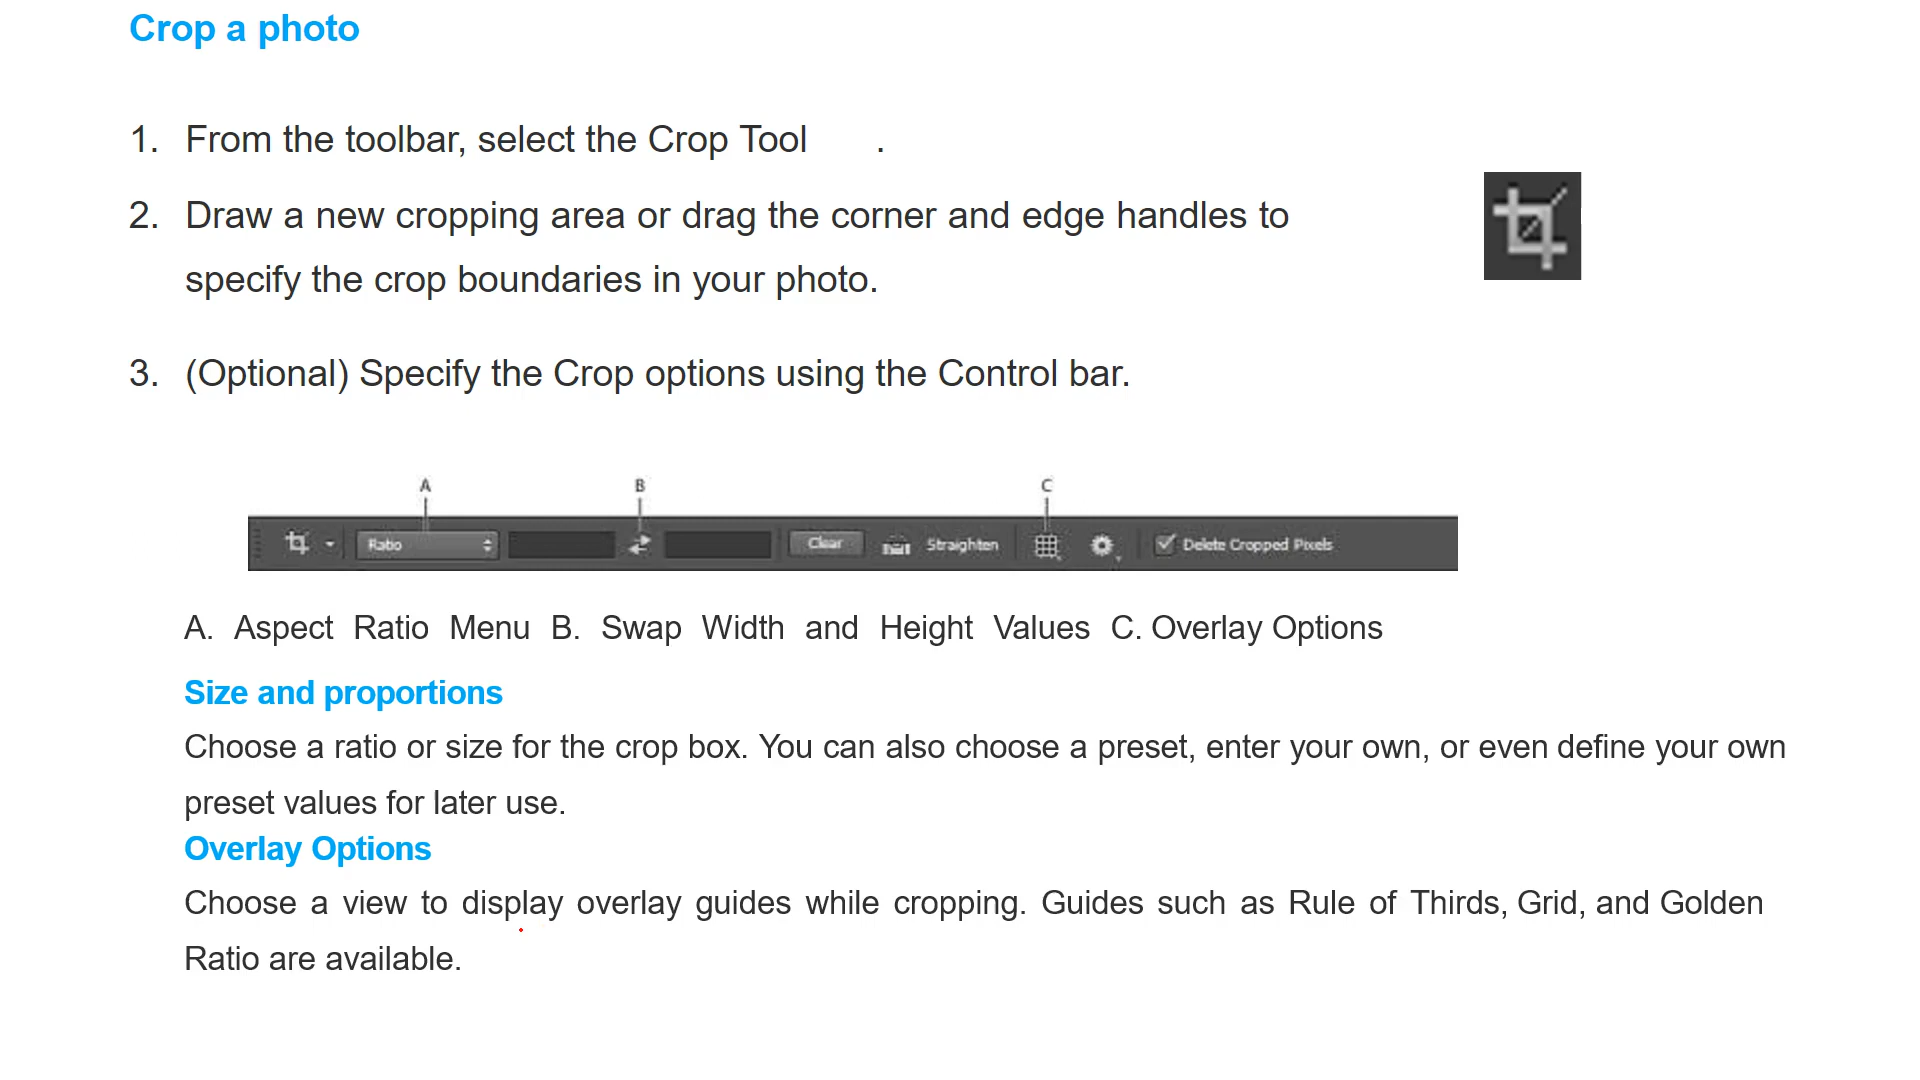 Crop a photo
1. From the toolbar, select the Crop Tool .
2. Draw a new cropping area or drag the corner and edge handles to
specify the crop boundaries in your photo.
3. (Optional) Specify the Crop options using the Control bar.
A B C
Ratio Clear Straighten Delete Cropped Pixels
A. Aspect Ratio Menu B. Swap Width and Height Values C. Overlay Options
Size and proportions
Choose a ratio or size for the crop box. You can also choose a preset, enter your own, or even define your own
preset values for later use.
Overlay Options
Choose a view to display overlay guides while cropping. Guides such as Rule of Thirds, Grid, and Golden
Ratio are available.